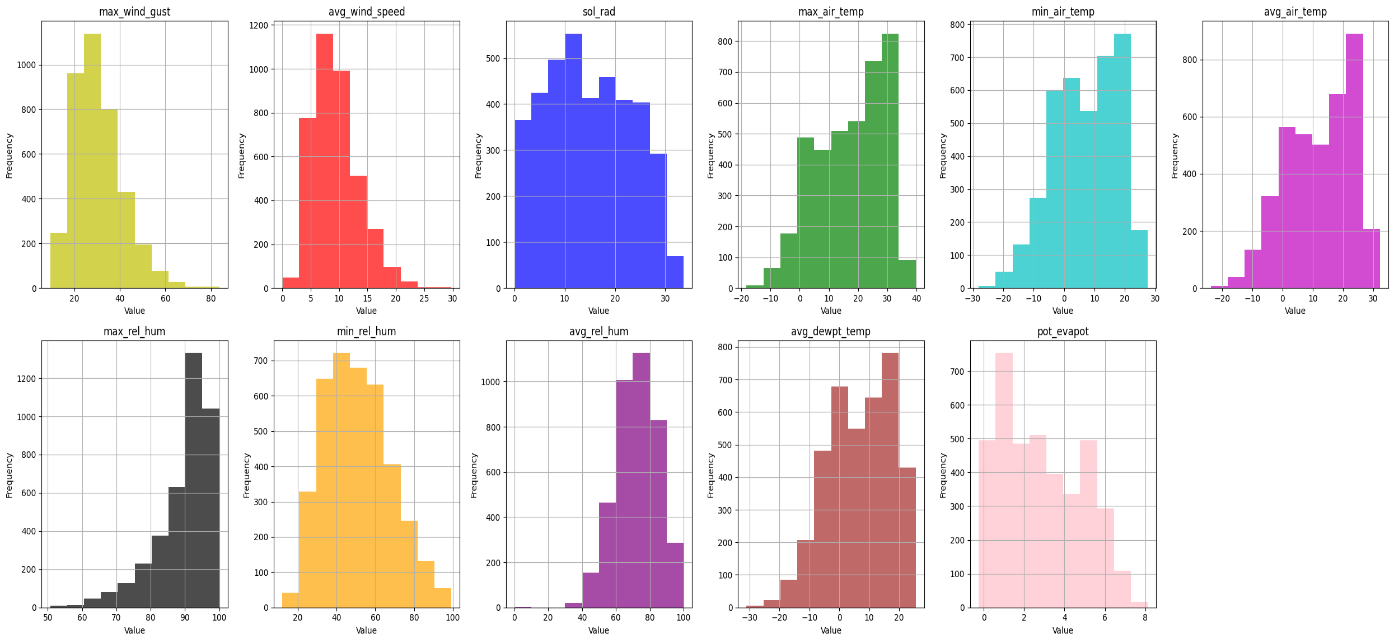 max_wind_gust
Frequency
1000
800
600
400
200
0
20 40 60 80
Value
avg_wind_speed
Frequency
1200
1000
800
600
400
200
0
0 5 10 15 20 25 30
Value
sol_rad
Frequency
500
400
300
200
100
0
0 10 20 30
Value
max_air_temp
Frequency
800
700
600
500
400
300
200
100
0
−20 −10 0 10 20 30 40
Value
min_air_temp
Frequency
800
700
600
500
400
300
200
100
0
−30 −20 −10 0 10 20 30
Value
avg_air_temp
Frequency
800
600
400
200
0
−20 −10 0 10 20 30
Value
max_rel_hum
Frequency
1200
1000
800
600
400
200
0
50 60 70 80 90 100
Value
min_rel_hum
Frequency
700
600
500
400
300
200
100
0
20 40 60 80 100
Value
avg_rel_hum
Frequency
1000
800
600
400
200
0
0 20 40 60 80 100
Value
avg_dewpt_temp
Frequency
800
700
600
500
400
300
200
100
0
−30 −20 −10 0 10 20
Value
pot_evapot
Frequency
700
600
500
400
300
200
100
0
0 2 4 6 8
Value